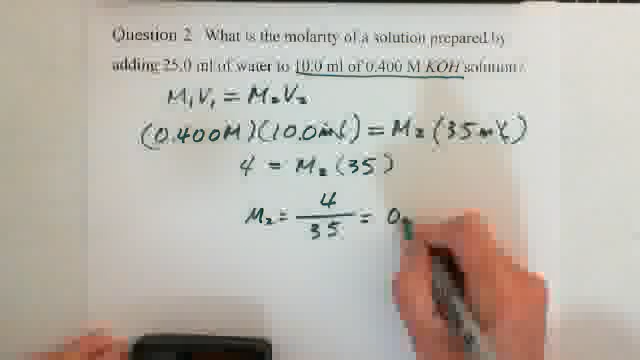 Question 2 What is the molarity of a solution prepared by
adding 25.0 ml of water to 10.0 ml of 0.400 M KOH solution?
M₁V₁ = M₂V₂
(0.400M)(10.0mL) = M₂(35mL)
4 = M₂(35)
M₂ = 4/35 = 0.